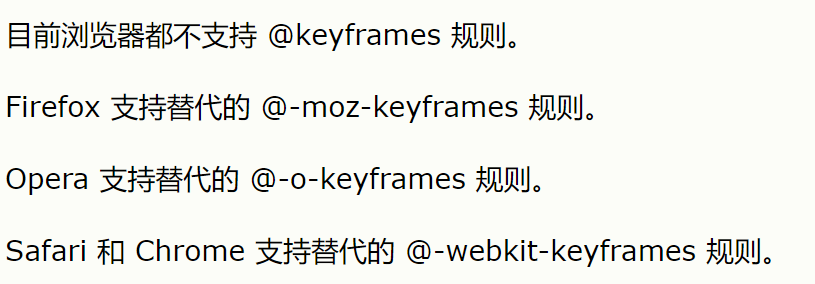 目前浏览器都不支持 @keyframes 规则。
Firefox 支持替代的 @-moz-keyframes 规则。
Opera 支持替代的 @-o-keyframes 规则。
Safari 和 Chrome 支持替代的 @-webkit-keyframes 规则。